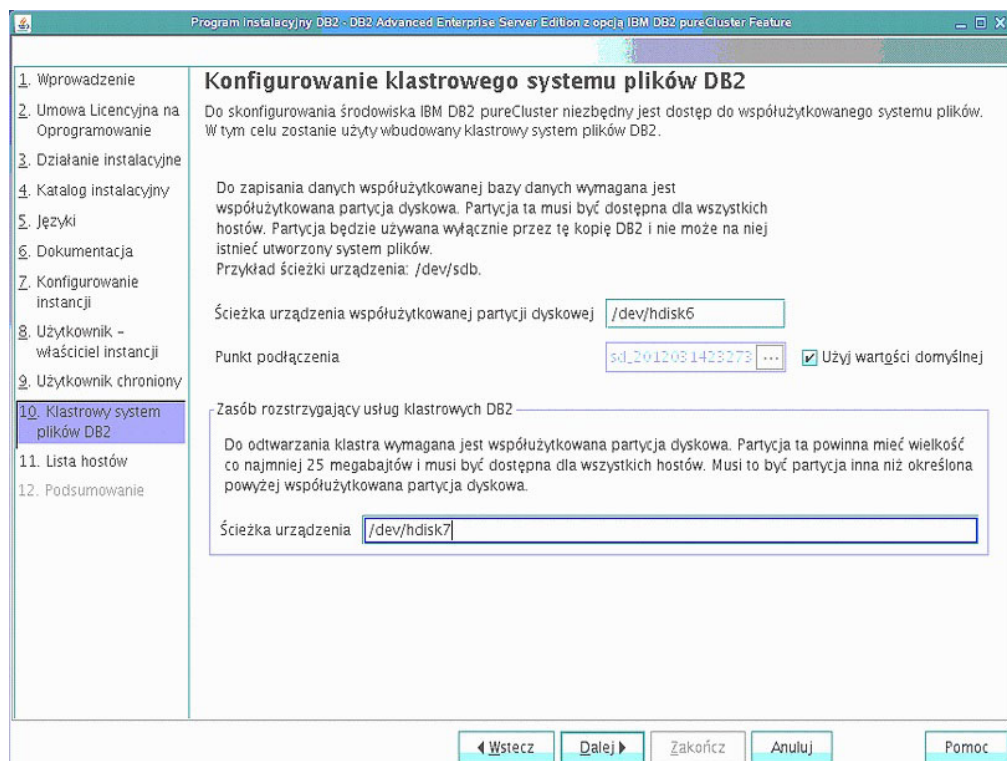 Program Instalacyjny DB2 - DB2 Advanced Enterprise Server Edition z opcją IBM DB2 pureCluster Feature
1. Wprowadzenie
2. Umowa Licencyjna na
Oprogramowanie
3. Działanie instalacyjne
4. Katalog instalacyjny
5. Języki
6. Dokumentacja
7. Konfigurowanie
instancji
8. Użytkownik -
właściciel instancji
9. Użytkownik chroniony
10. Klastrowy system
plików DB2
11. Lista hostów
12. Podsumowanie
Konfigurowanie klastrowego systemu plików DB2
Do skonfigurowania środowiska IBM DB2 pureCluster niezbędny jest dostęp do współużytkowanego systemu plików.
W tym celu zostanie użyty wbudowany klastrowy system plików DB2.
Do zapisania danych współużytkowanej bazy danych wymagana jest
współużytkowana partycja dyskowa. Partycja ta musi być dostępna dla wszystkich
hostów. Partycja będzie używana wyłącznie przez tę kopię DB2 i nie może na niej
istnieć utworzony system plików.
Przykład ścieżki urządzenia: /dev/sdb.
Ścieżka urządzenia współużytkowanej partycji dyskowej /dev/hdisk6
Punkt podłączenia sd_2012031423273 ... Użyj wartości domyślnej
Zasób rozstrzygający usług klastrowych DB2
Do odtwarzania klastra wymagana jest współużytkowana partycja dyskowa. Partycja ta powinna mieć wielkość
co najmniej 25 megabajtów i musi być dostępna dla wszystkich hostów. Musi to być partycja inna niż określona
powyżej współużytkowana partycja dyskowa.
Ścieżka urządzenia /dev/hdisk7
Wstecz Dalej Zakończ Anuluj Pomoc